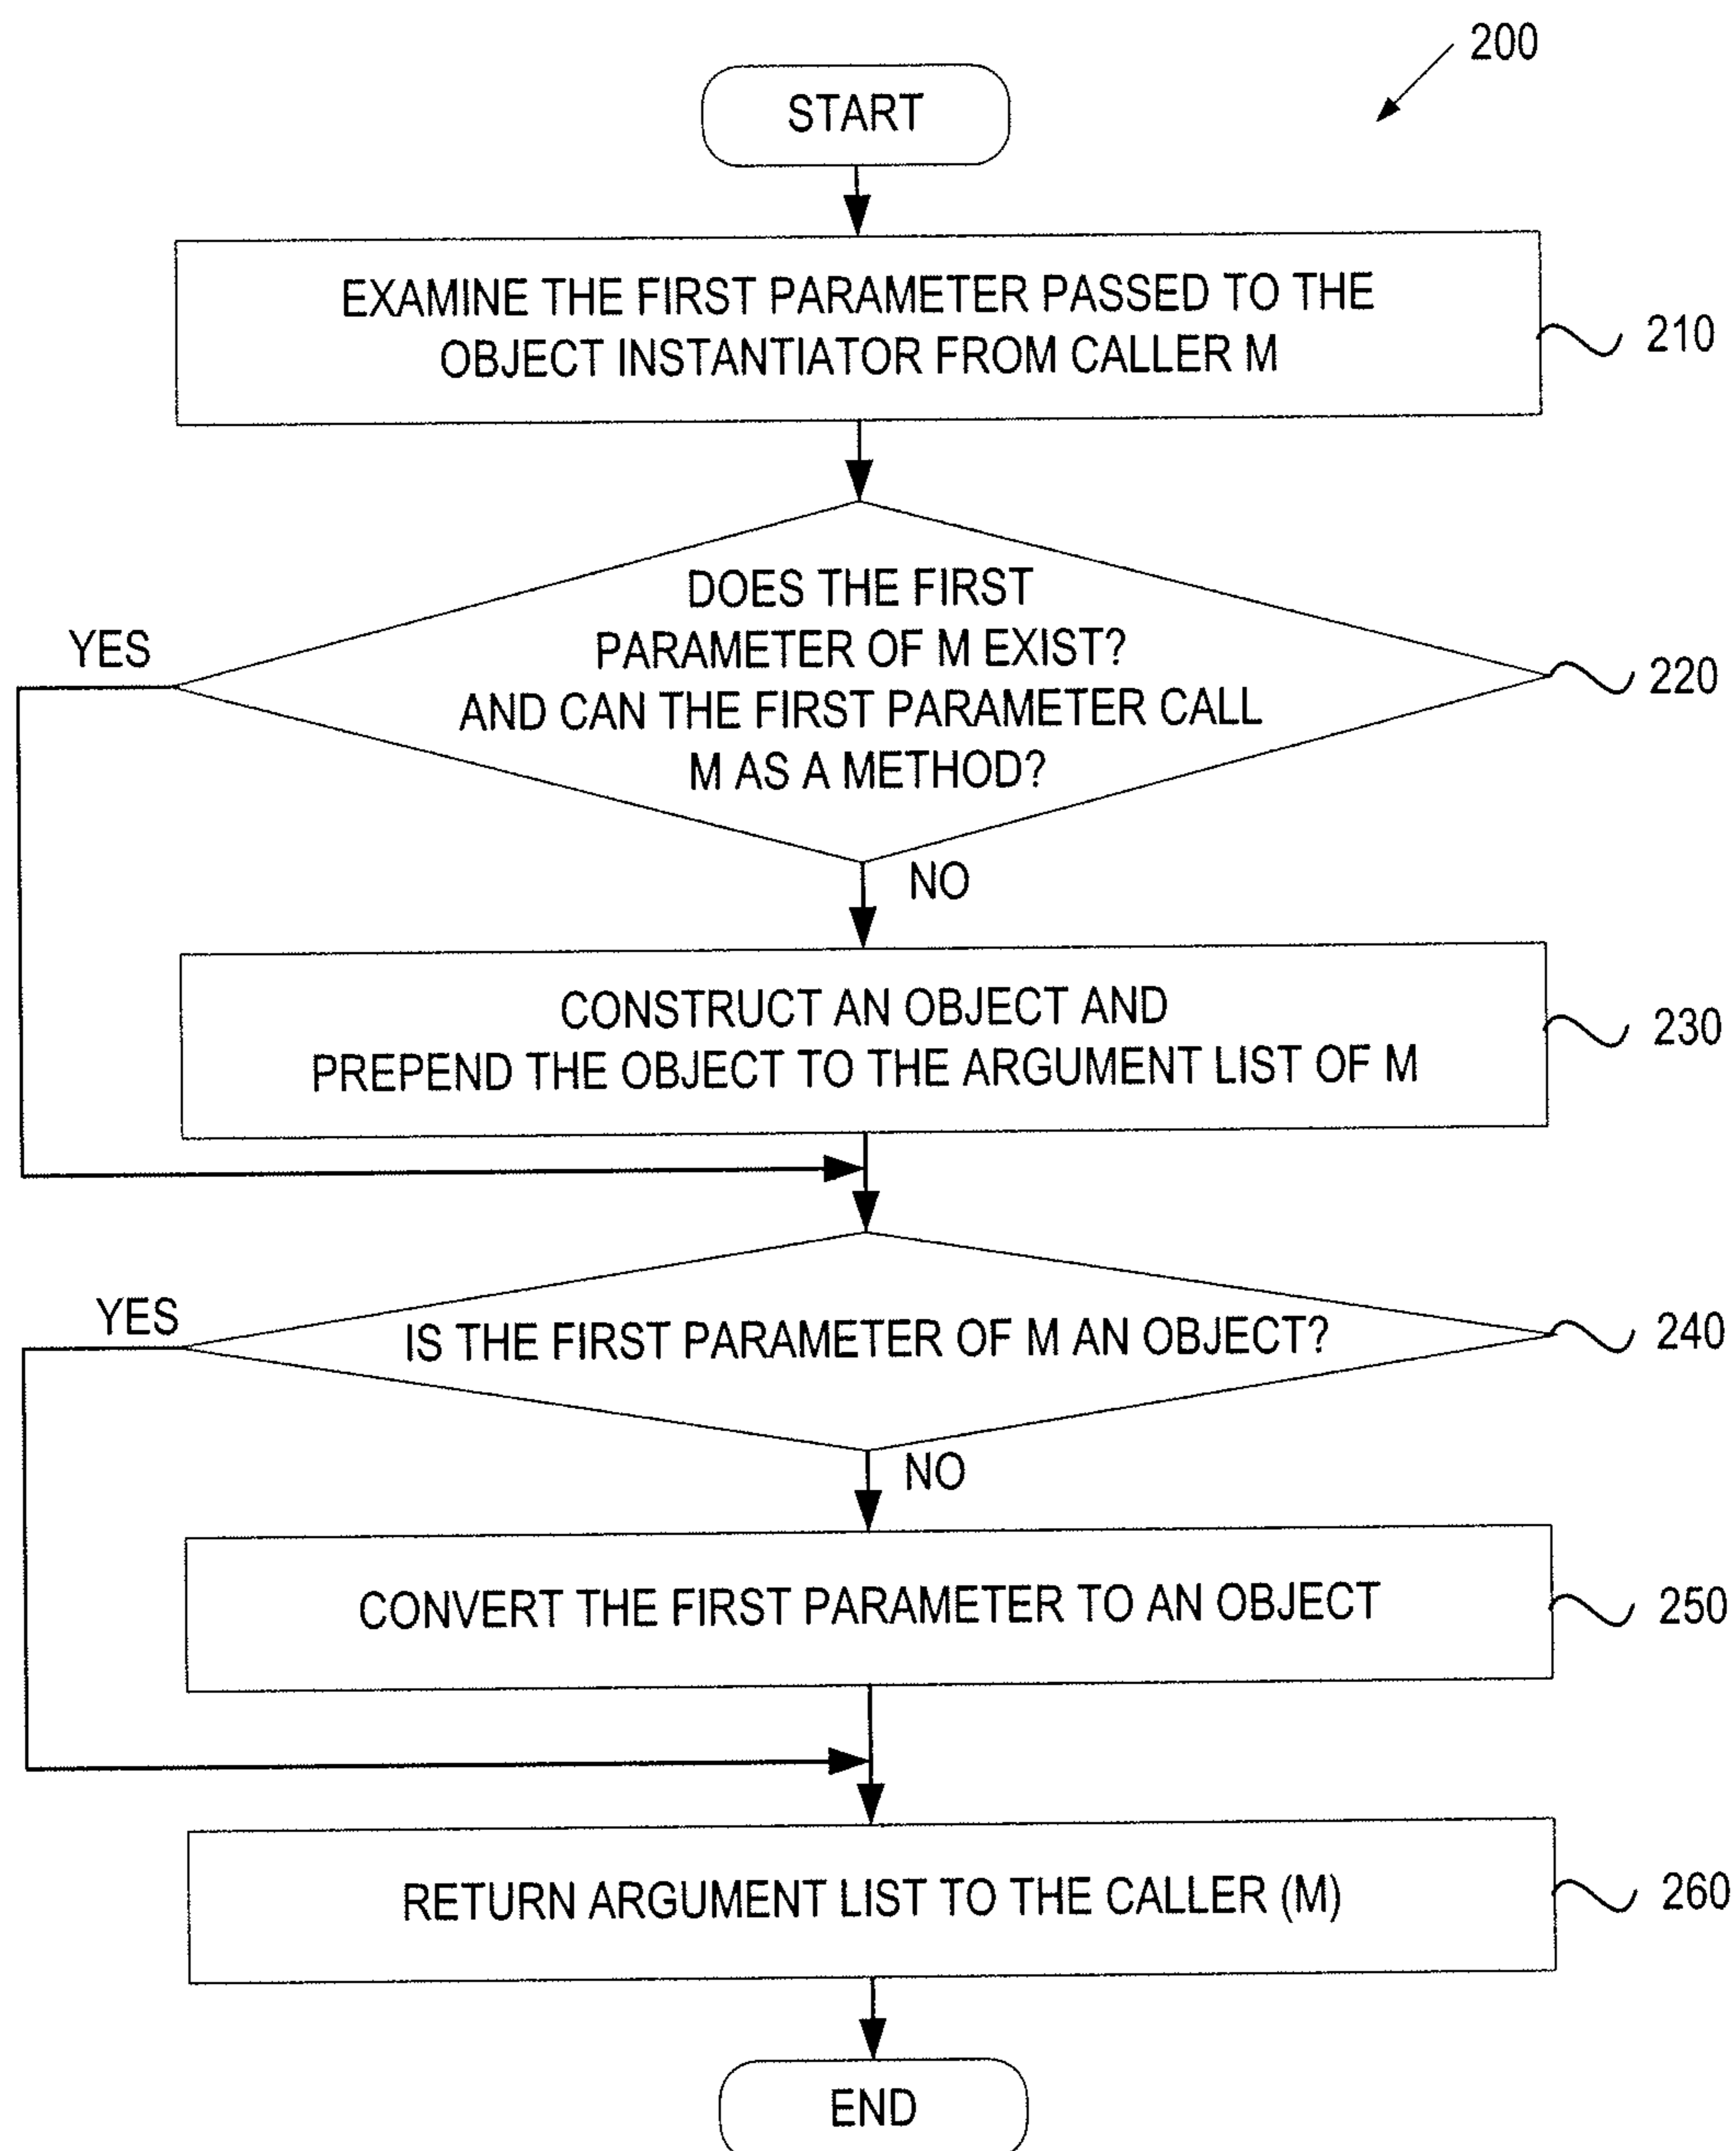 200
START
EXAMINE THE FIRST PARAMETER PASSED TO THE
OBJECT INSTANTIATOR FROM CALLER M
210
DOES THE FIRST
PARAMETER OF M EXIST?
AND CAN THE FIRST PARAMETER CALL
M AS A METHOD?
YES
220
NO
CONSTRUCT AN OBJECT AND
PREPEND THE OBJECT TO THE ARGUMENT LIST OF M
230
YES
IS THE FIRST PARAMETER OF M AN OBJECT?
240
NO
CONVERT THE FIRST PARAMETER TO AN OBJECT
250
RETURN ARGUMENT LIST TO THE CALLER (M)
260
END